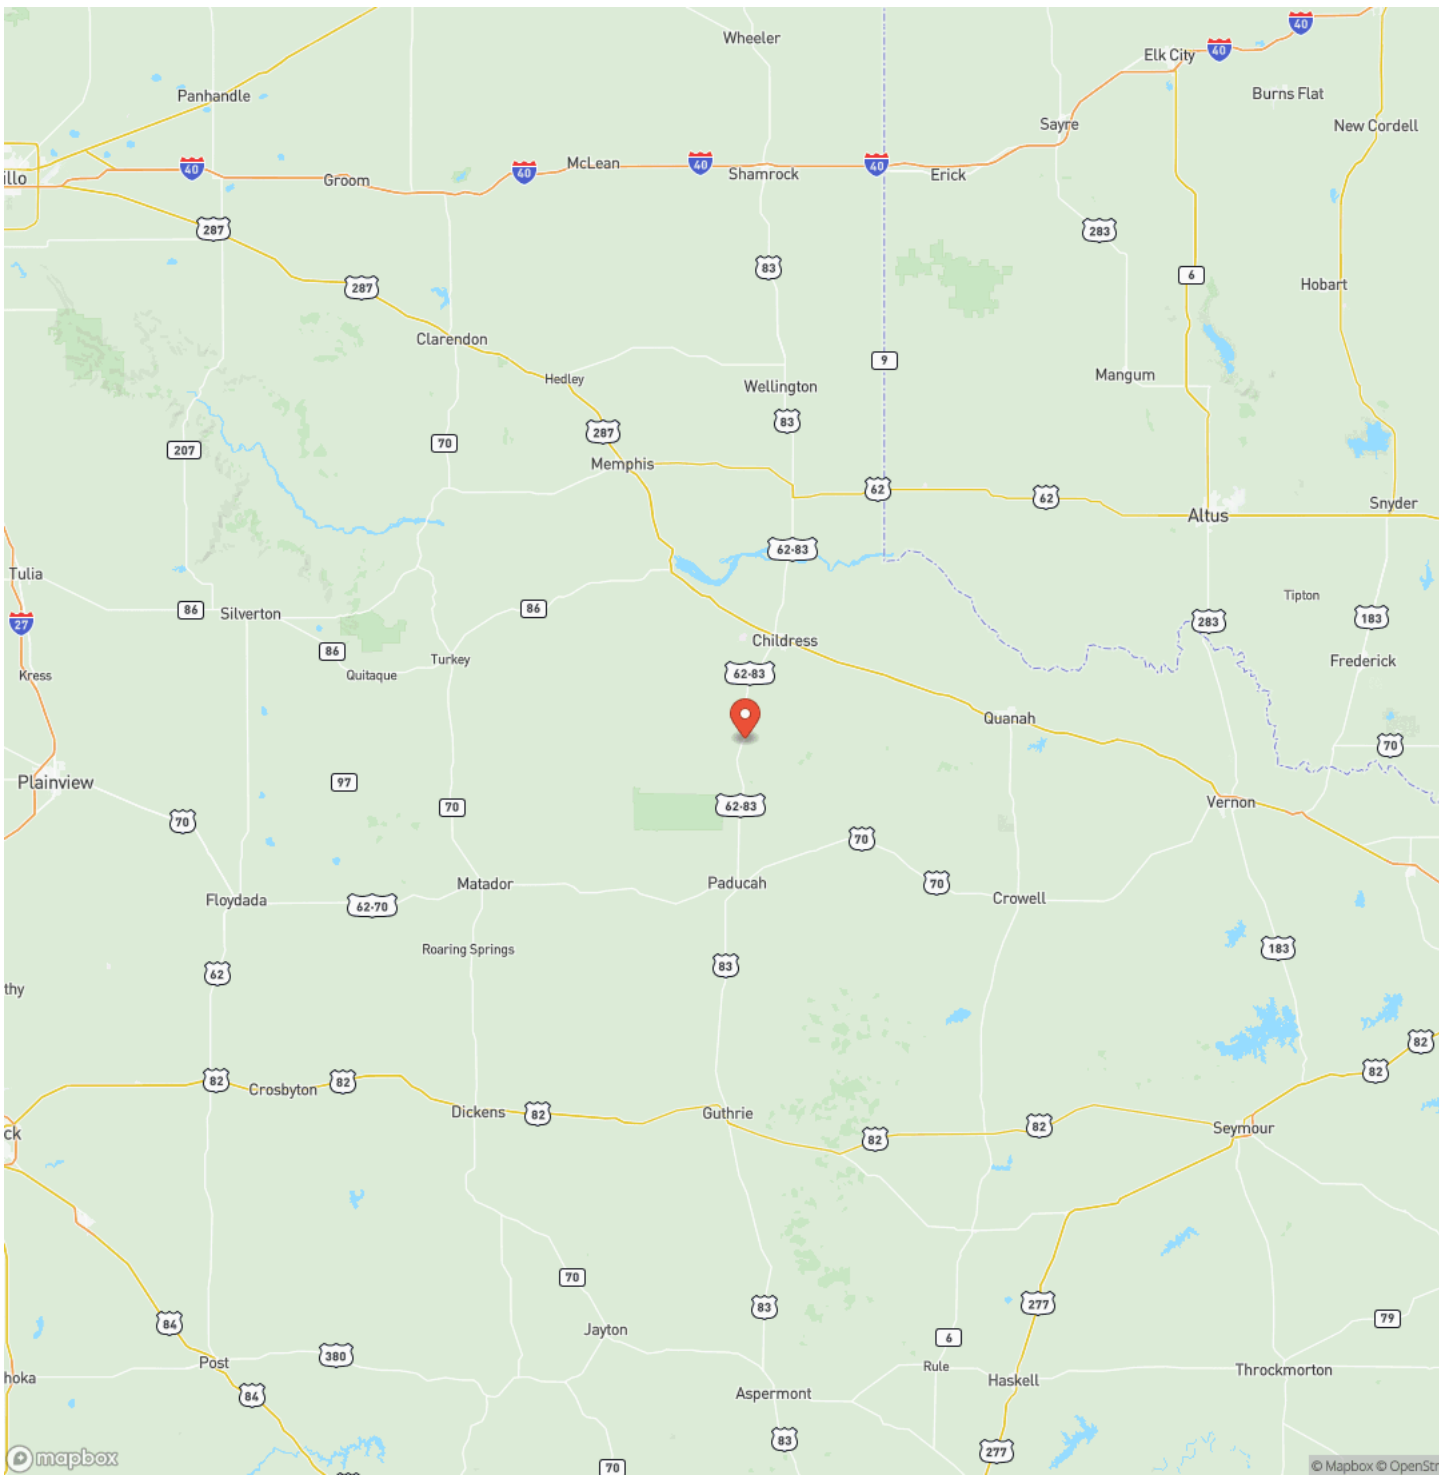 Wheeler
40
Elk City
40
Panhandle
Burns Flat
Sayre
New Cordell
illo
40
Groom
40
McLean
40
Shamrock
40
Erick
287
283
83
6
287
Hobart
Clarendon
9
Hedley
Wellington
Mangum
83
287
70
207
Memphis
62
62
Snyder
Altus
62-83
Tulia
86
Silverton
86
Tipton
27
283
183
Childress
86
Turkey
Frederick
Kress
Quitaque
62-83
Quanah
70
Plainview
97
70
62-83
Vernon
70
70
Matador
Paducah
70
Floydada
62-70
Crowell
Roaring Springs
183
62
83
thy
82
82
82
Crosbyton
82
Dickens
82
Guthrie
82
82
Seymour
ck
70
83
277
84
79
Jayton
6
Post
380
Rule
Throckmorton
hoka
Haskell
84
Aspermont
83
277
mapbox
70
© Mapbox © OpenStr